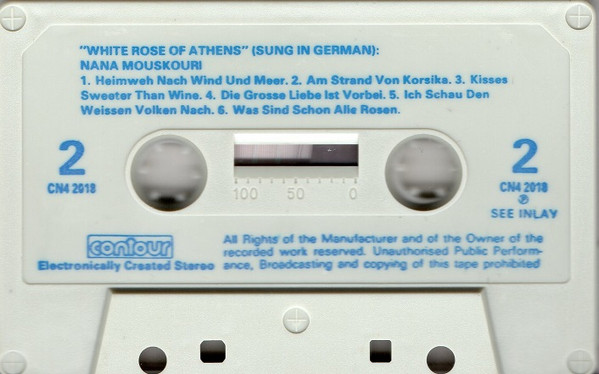 "WHITE ROSE OF ATHENS" (SUNG IN GERMAN):
NANA MOUSKOURI
1. Heimweh Nach Wind Und Meer. 2. Am Strand Von Korsika. 3. Kisses
Sweeter Than Wine. 4. Die Grosse Liebe Ist Vorbei. 5. Ich Schau Den
Weissen Volken Nach. 6. Was Sind Schon Alle Rosen.
2
CN4 2018
100 50 0
2
CN4 2018
℗
SEE INLAY
contour
Electronically Created Stereo
All Rights of the Manufacturer and of the Owner of the
recorded work reserved. Unauthorised Public Perform-
ance, Broadcasting and copying of this tape prohibited